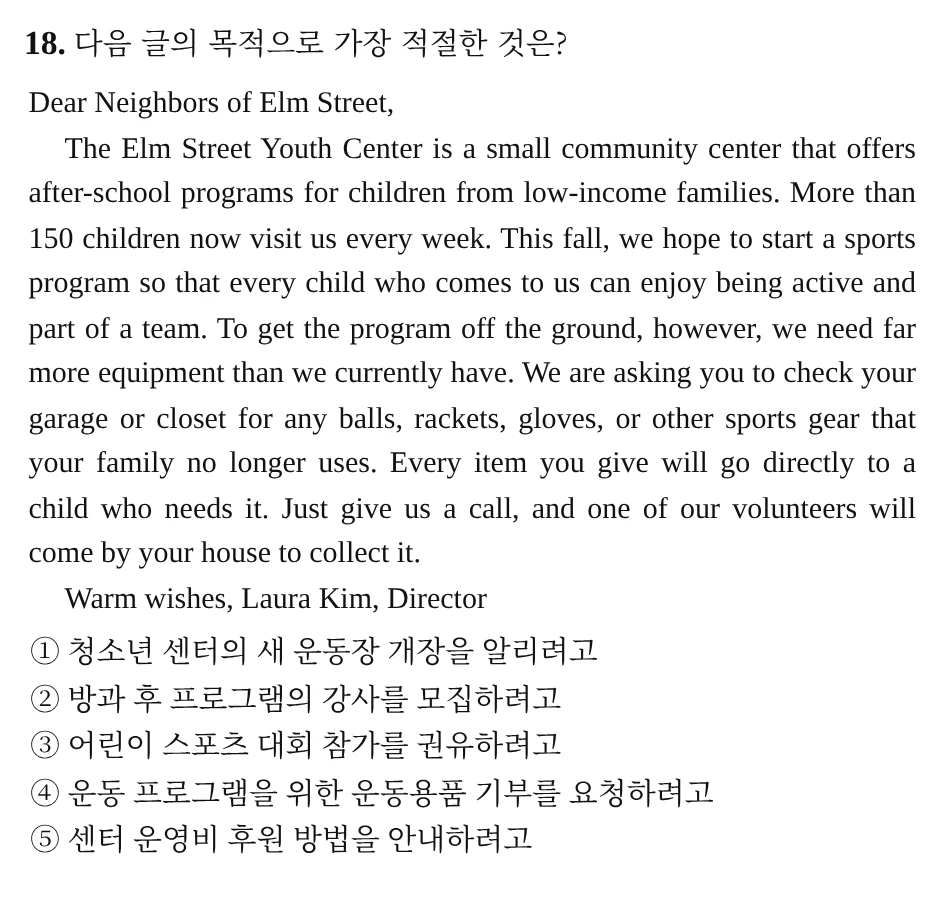 18. 다음 글의 목적으로 가장 적절한 것은?
Dear Neighbors of Elm Street,
The Elm Street Youth Center is a small community center that offers
after-school programs for children from low-income families. More than
150 children now visit us every week. This fall, we hope to start a sports
program so that every child who comes to us can enjoy being active and
part of a team. To get the program off the ground, however, we need far
more equipment than we currently have. We are asking you to check your
garage or closet for any balls, rackets, gloves, or other sports gear that
your family no longer uses. Every item you give will go directly to a
child who needs it. Just give us a call, and one of our volunteers will
come by your house to collect it.
Warm wishes, Laura Kim, Director
① 청소년 센터의 새 운동장 개장을 알리려고
② 방과 후 프로그램의 강사를 모집하려고
③ 어린이 스포츠 대회 참가를 권유하려고
④ 운동 프로그램을 위한 운동용품 기부를 요청하려고
⑤ 센터 운영비 후원 방법을 안내하려고